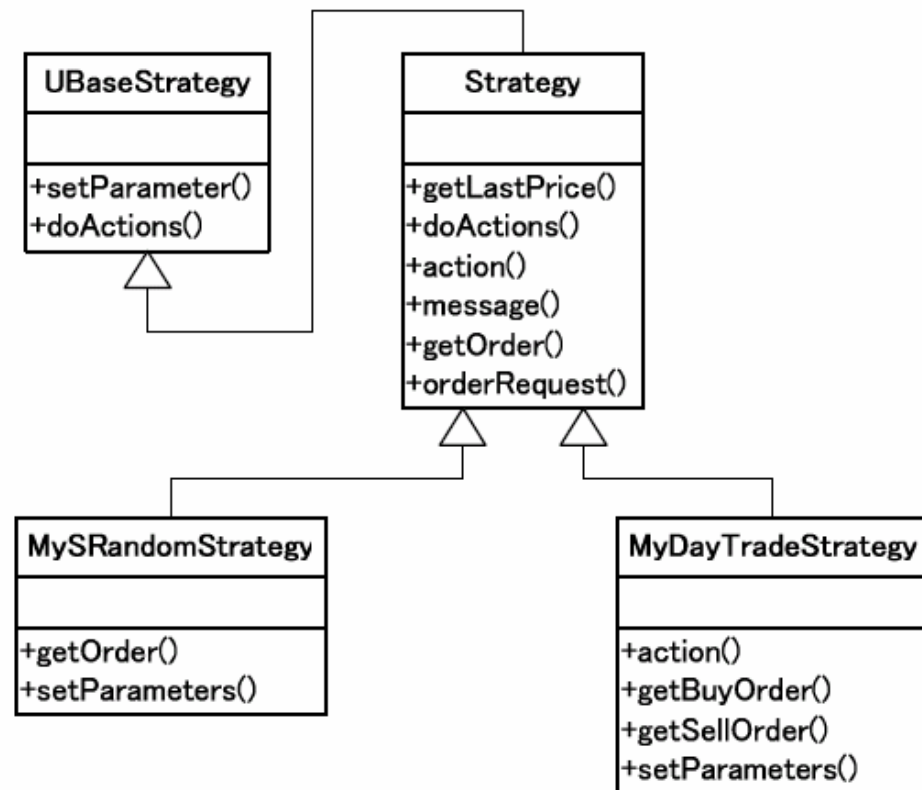 UBaseStrategy
+setParameter()
+doActions()
Strategy
+getLastPrice()
+doActions()
+action()
+message()
+getOrder()
+orderRequest()
MySRandomStrategy
+getOrder()
+setParameters()
MyDayTradeStrategy
+action()
+getBuyOrder()
+getSellOrder()
+setParameters()